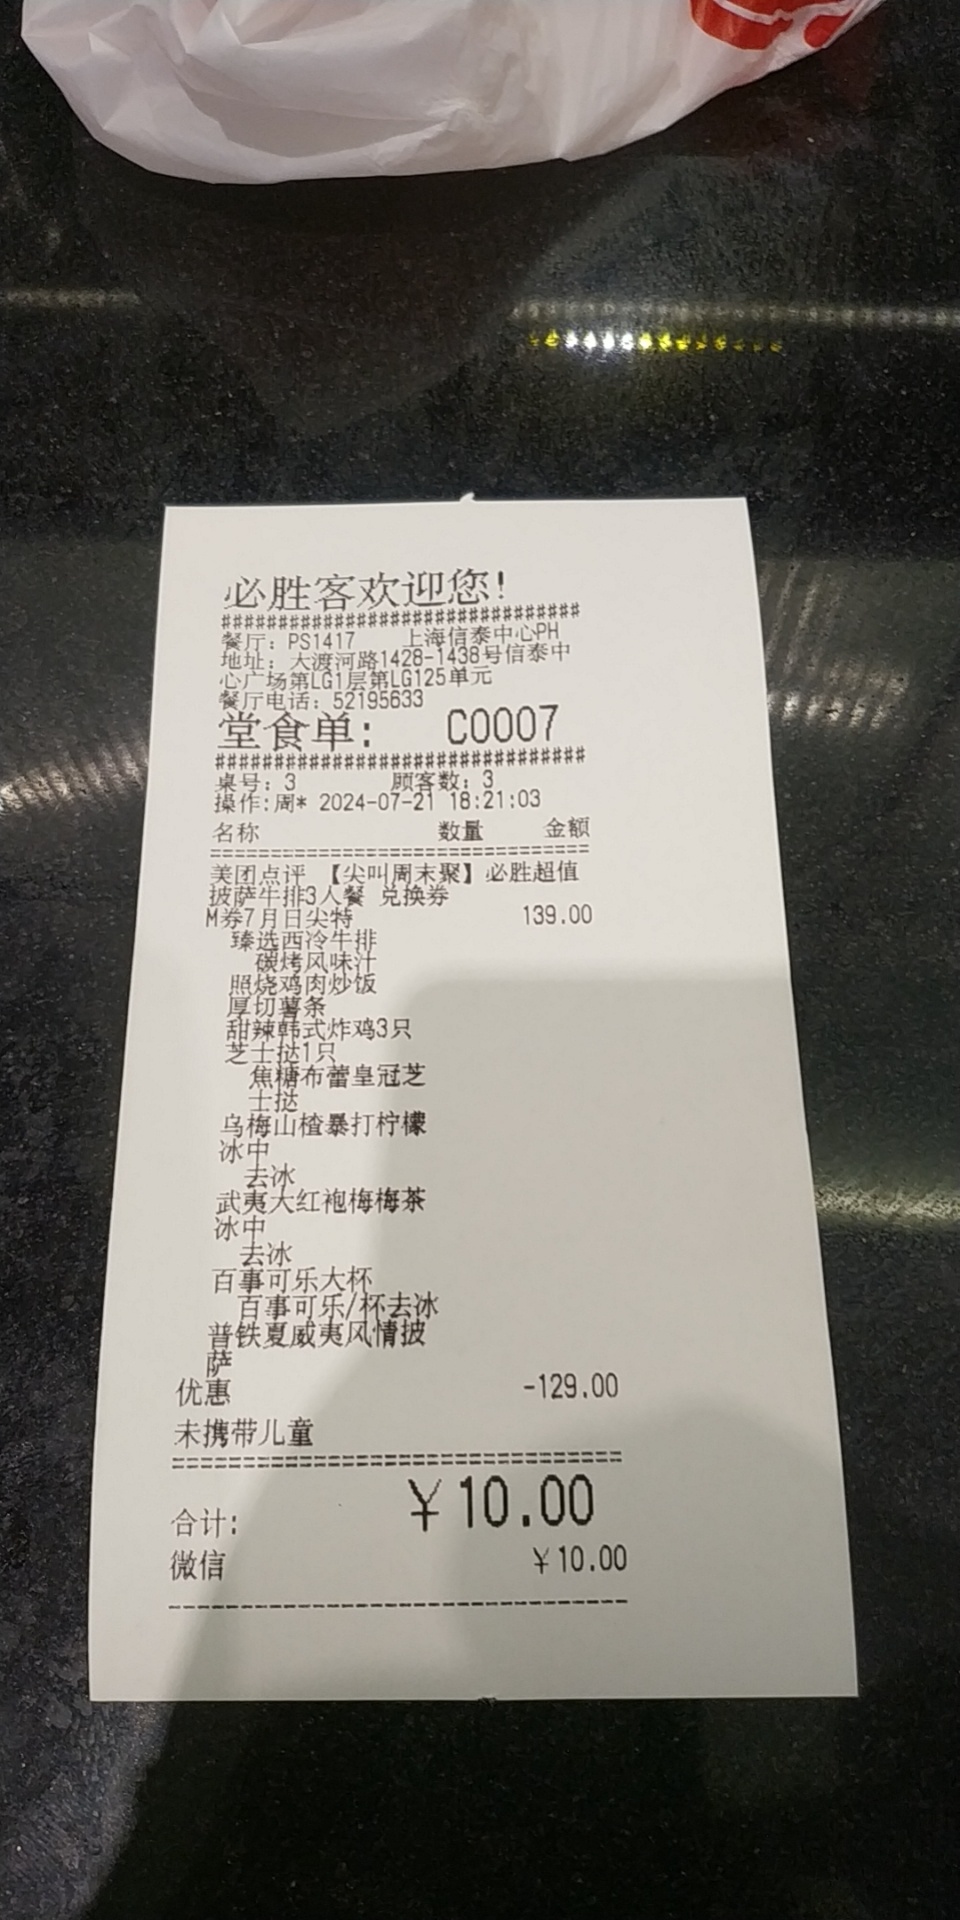 必胜客欢迎您!
################################
餐厅: PS1417 上海信泰中心PH
地址: 大渡河路1428-1438号信泰中
心广场第LG1层第LG125单元
餐厅电话: 52195633
堂食单: C0007
################################
桌号: 3 顾客数: 3
操作:周* 2024-07-21 18:21:03
名称 数量 金额
================================
美团点评 【尖叫周末聚】必胜超值
披萨牛排3人餐 兑换券
M券7月日尖特 139.00
臻选西冷牛排
碳烤风味汁
照烧鸡肉炒饭
厚切薯条
甜辣韩式炸鸡3只
芝士挞1只
焦糖布蕾皇冠芝
士挞
乌梅山楂暴打柠檬
冰中
去冰
武夷大红袍梅梅茶
冰中
去冰
百事可乐大杯
百事可乐/杯去冰
普铁夏威夷风情披
萨
优惠 -129.00
未携带儿童
================================
合计: ￥10.00
微信 ￥10.00
--------------------------------